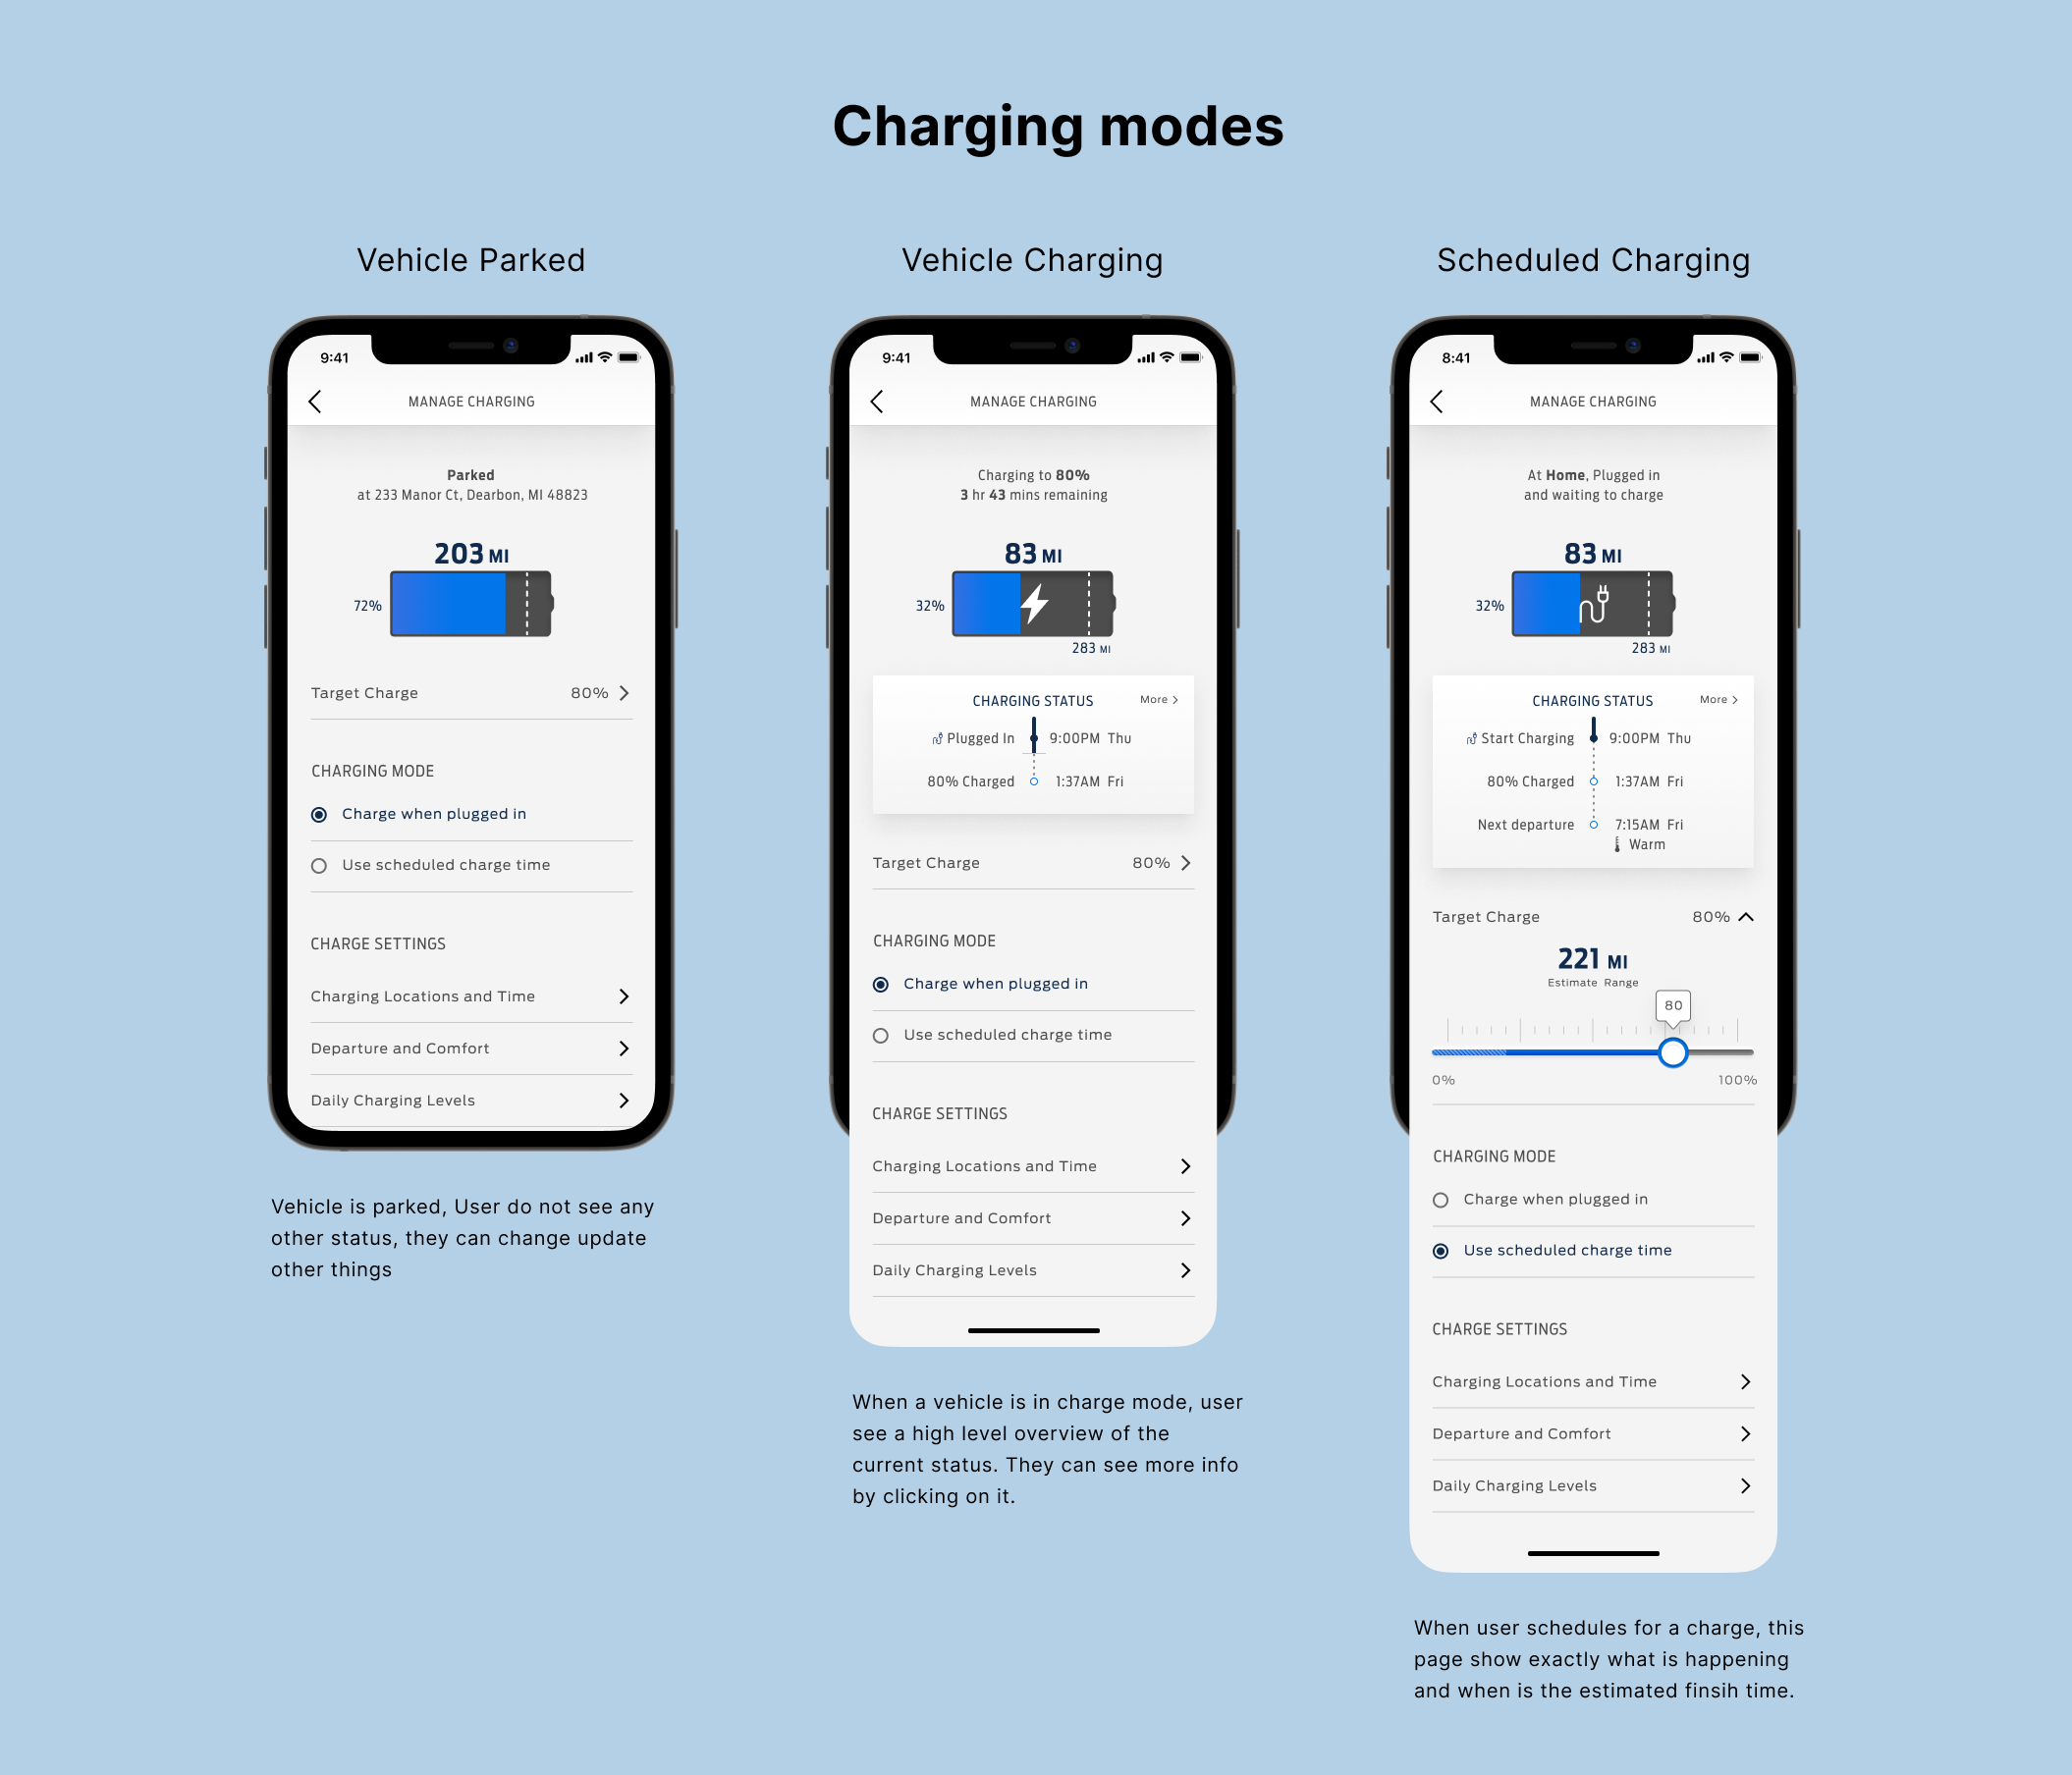 Charging modes
Vehicle Parked
9:41
MANAGE CHARGING
Parked
at 233 Manor Ct, Dearbon, MI 48823
203 MI
72%
Target Charge 80%
CHARGING MODE
Charge when plugged in
Use scheduled charge time
CHARGE SETTINGS
Charging Locations and Time
Departure and Comfort
Daily Charging Levels
Vehicle is parked, User do not see any
other status, they can change update
other things
Vehicle Charging
9:41
MANAGE CHARGING
Charging to 80%
3 hr 43 mins remaining
83 MI
32%
283 MI
CHARGING STATUS More
Plugged In 9:00PM Thu
80% Charged 1:37AM Fri
Target Charge 80%
CHARGING MODE
Charge when plugged in
Use scheduled charge time
CHARGE SETTINGS
Charging Locations and Time
Departure and Comfort
Daily Charging Levels
When a vehicle is in charge mode, user
see a high level overview of the
current status. They can see more info
by clicking on it.
Scheduled Charging
8:41
MANAGE CHARGING
At Home, Plugged in
and waiting to charge
83 MI
32%
283 MI
CHARGING STATUS More
Start Charging 9:00PM Thu
80% Charged 1:37AM Fri
Next departure 7:15AM Fri
Warm
Target Charge 80%
221 MI
Estimate Range
80
0% 100%
CHARGING MODE
Charge when plugged in
Use scheduled charge time
CHARGE SETTINGS
Charging Locations and Time
Departure and Comfort
Daily Charging Levels
When user schedules for a charge, this
page show exactly what is happening
and when is the estimated finsih time.